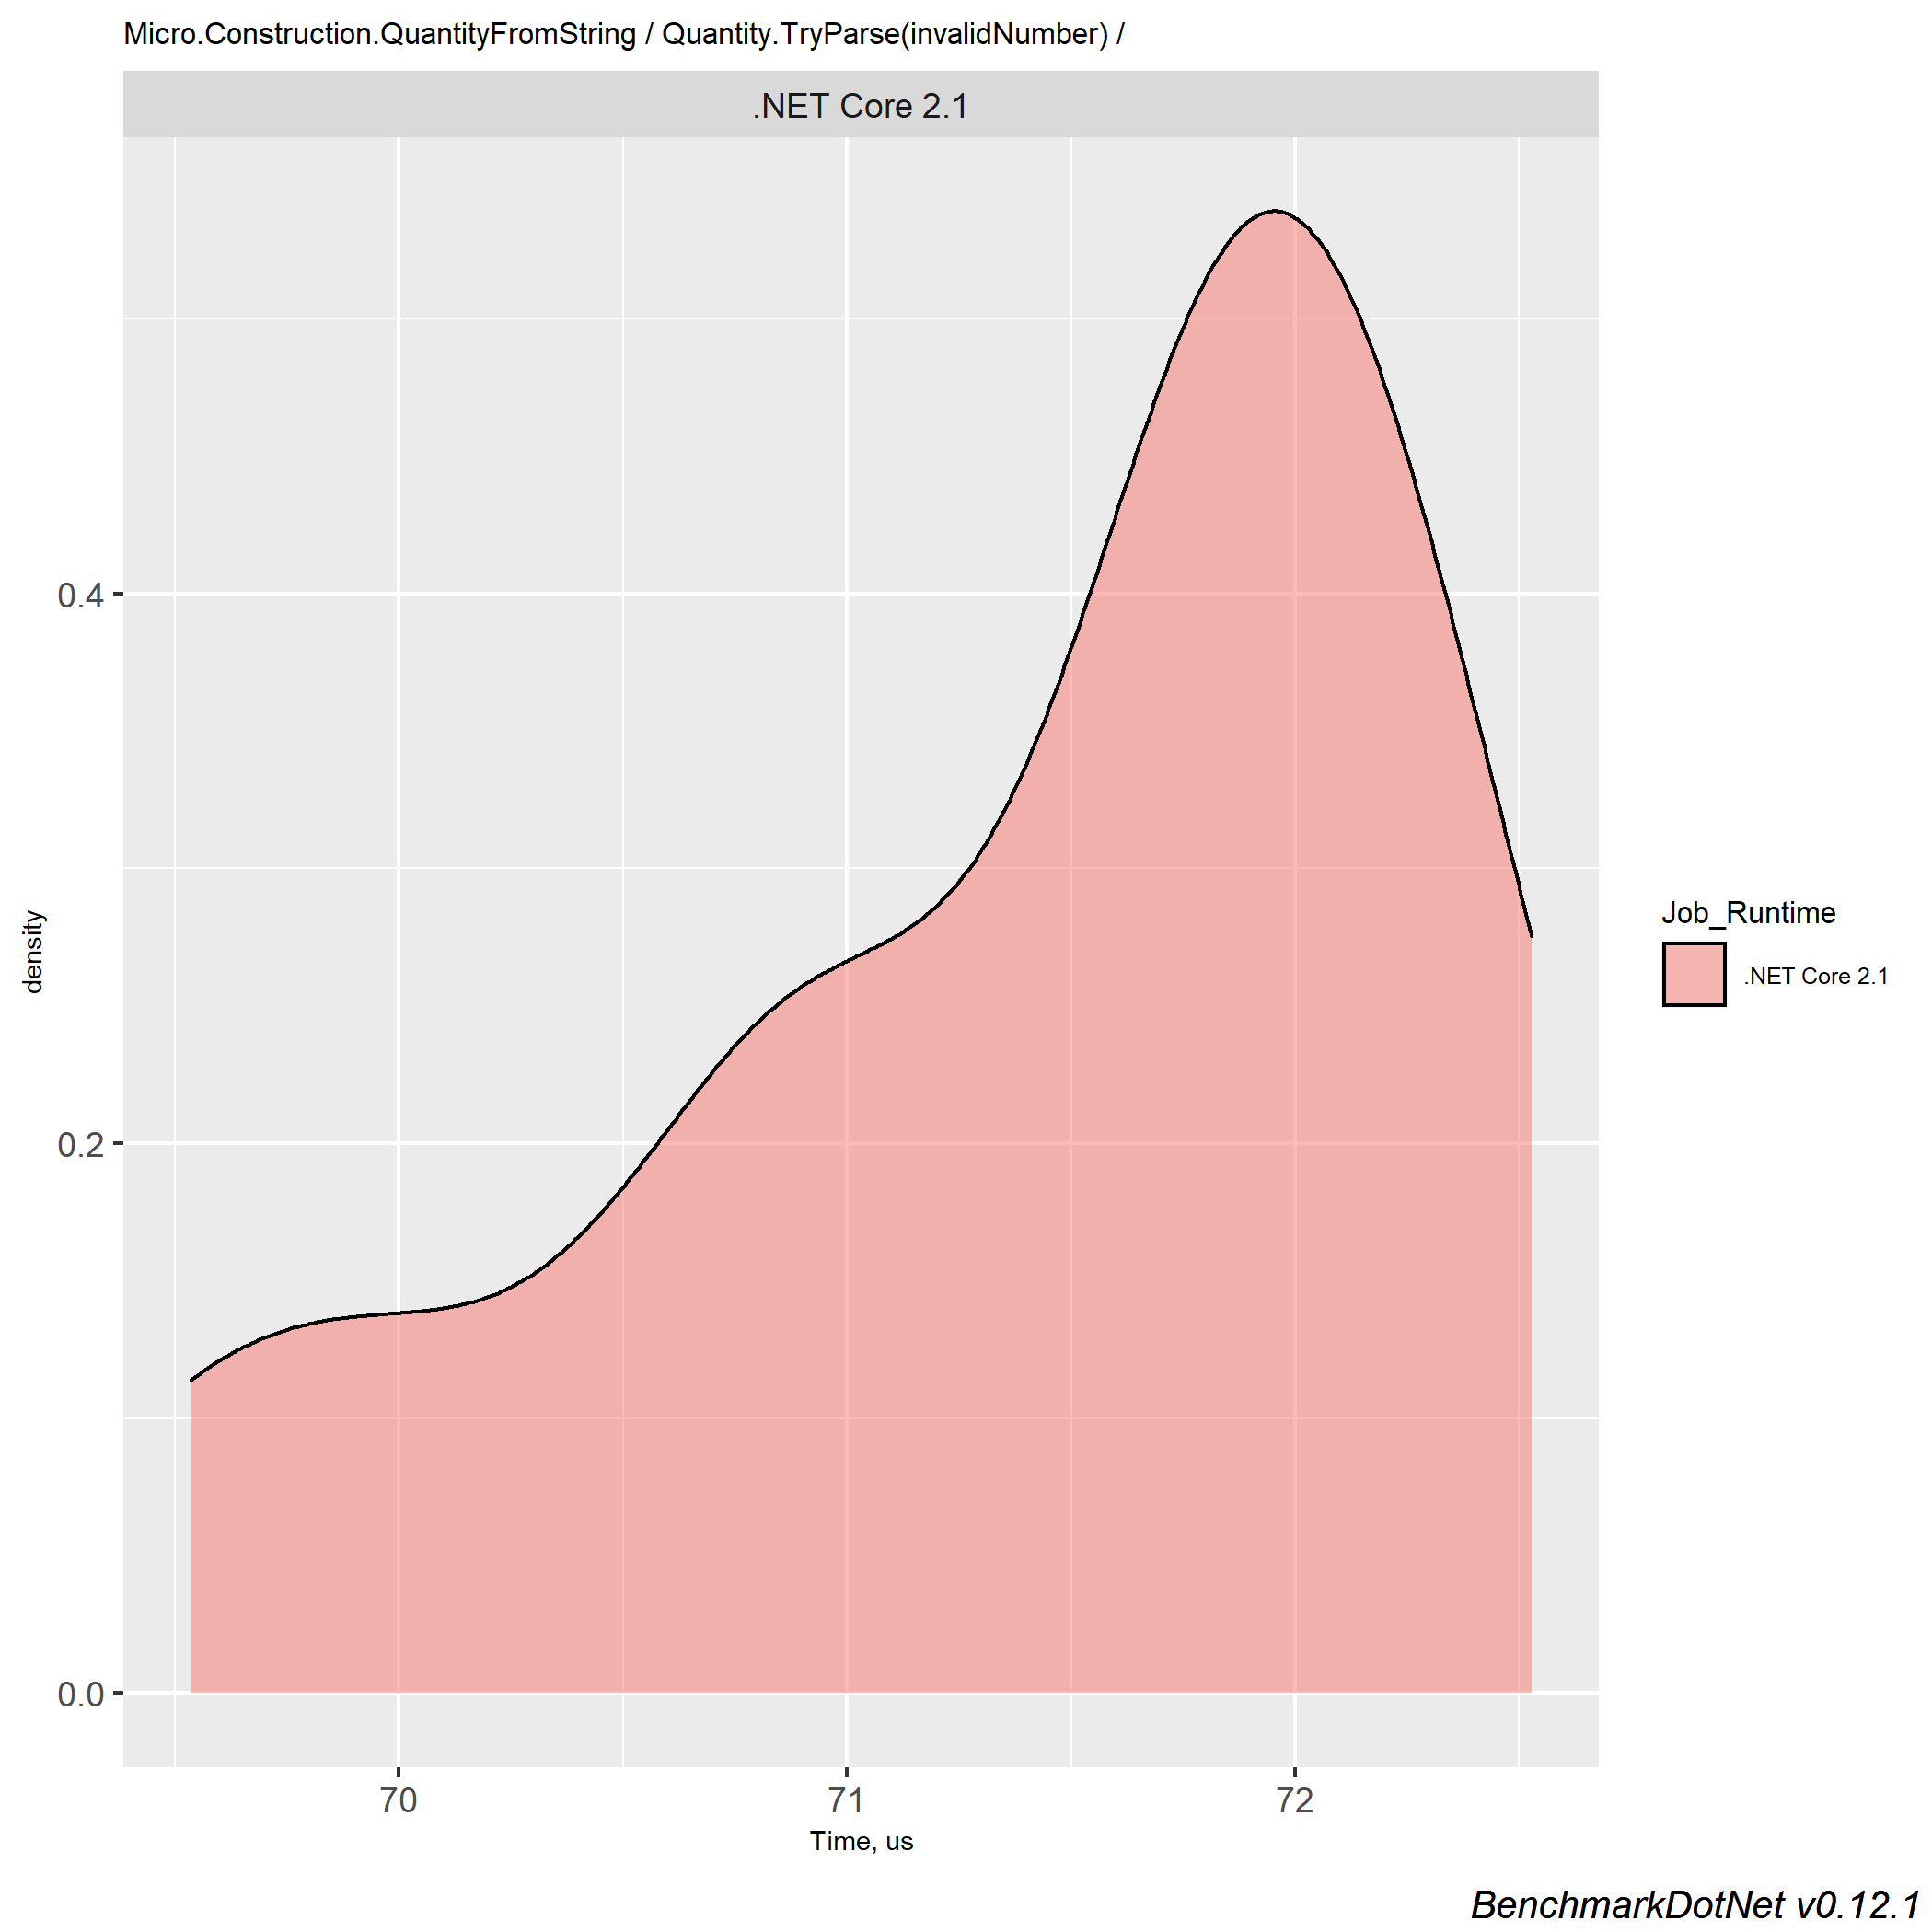 Micro.Construction.QuantityFromString / Quantity.TryParse(invalidNumber) /
.NET Core 2.1
0.4
0.2
0.0
density
70 71 72
Time, us
Job_Runtime
.NET Core 2.1
BenchmarkDotNet v0.12.1